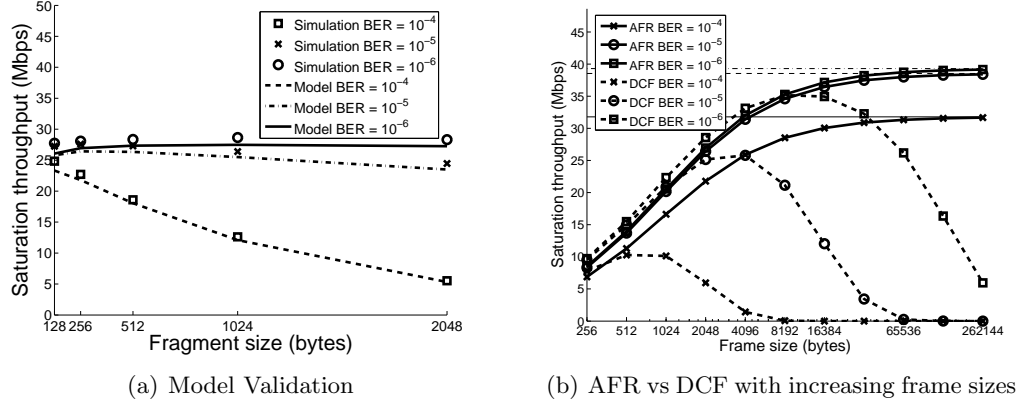 50
45
40
35
30
25
20
15
10
5
0
Saturation throughput (Mbps)
Simulation BER = 10⁻⁴
Simulation BER = 10⁻⁵
Simulation BER = 10⁻⁶
Model BER = 10⁻⁴
Model BER = 10⁻⁵
Model BER = 10⁻⁶
128 256 512 1024 2048
Fragment size (bytes)
(a) Model Validation
45
40
35
30
25
20
15
10
5
0
Saturation throughput (Mbps)
AFR BER = 10⁻⁴
AFR BER = 10⁻⁵
AFR BER = 10⁻⁶
DCF BER = 10⁻⁴
DCF BER = 10⁻⁵
DCF BER = 10⁻⁶
256 512 1024 2048 4096 8192 16384 65536 262144
Frame size (bytes)
(b) AFR vs DCF with increasing frame sizes